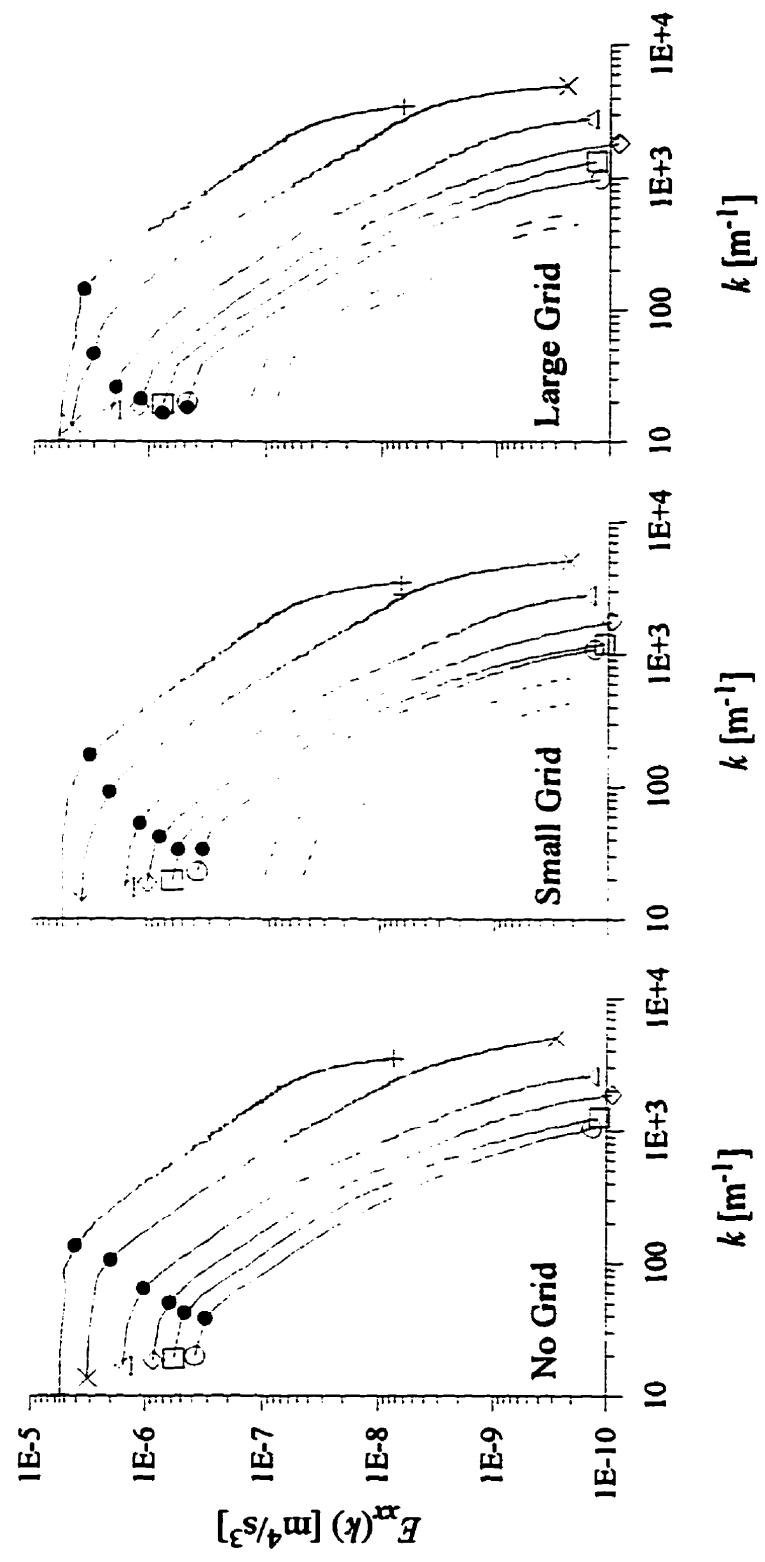 E_xx(k) [m⁴/s³]
1E-5
1E-6
1E-7
1E-8
1E-9
1E-10
No Grid
10
100
1E+3
1E+4
k [m⁻¹]
Small Grid
10
100
1E+3
1E+4
k [m⁻¹]
Large Grid
10
100
1E+3
1E+4
k [m⁻¹]